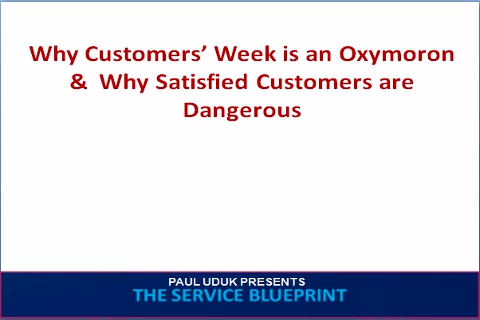 Why Customers’ Week is an Oxymoron
& Why Satisfied Customers are
Dangerous
PAUL UDUK PRESENTS
THE SERVICE BLUEPRINT